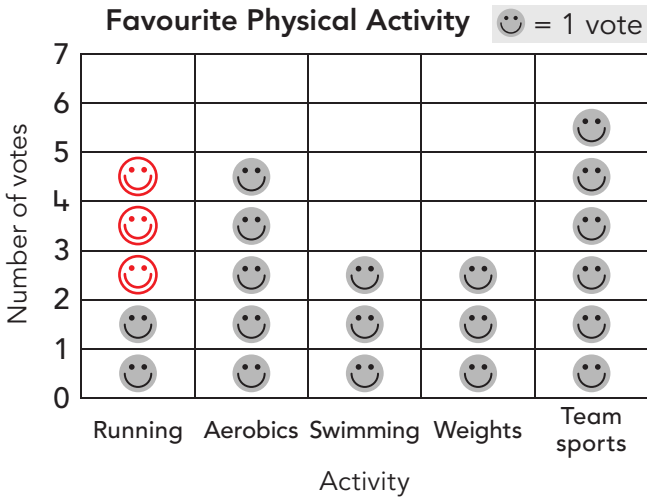 Favourite Physical Activity
= 1 vote
Number of votes
7
6
5
4
3
2
1
0
Running Aerobics Swimming Weights Team sports
Activity